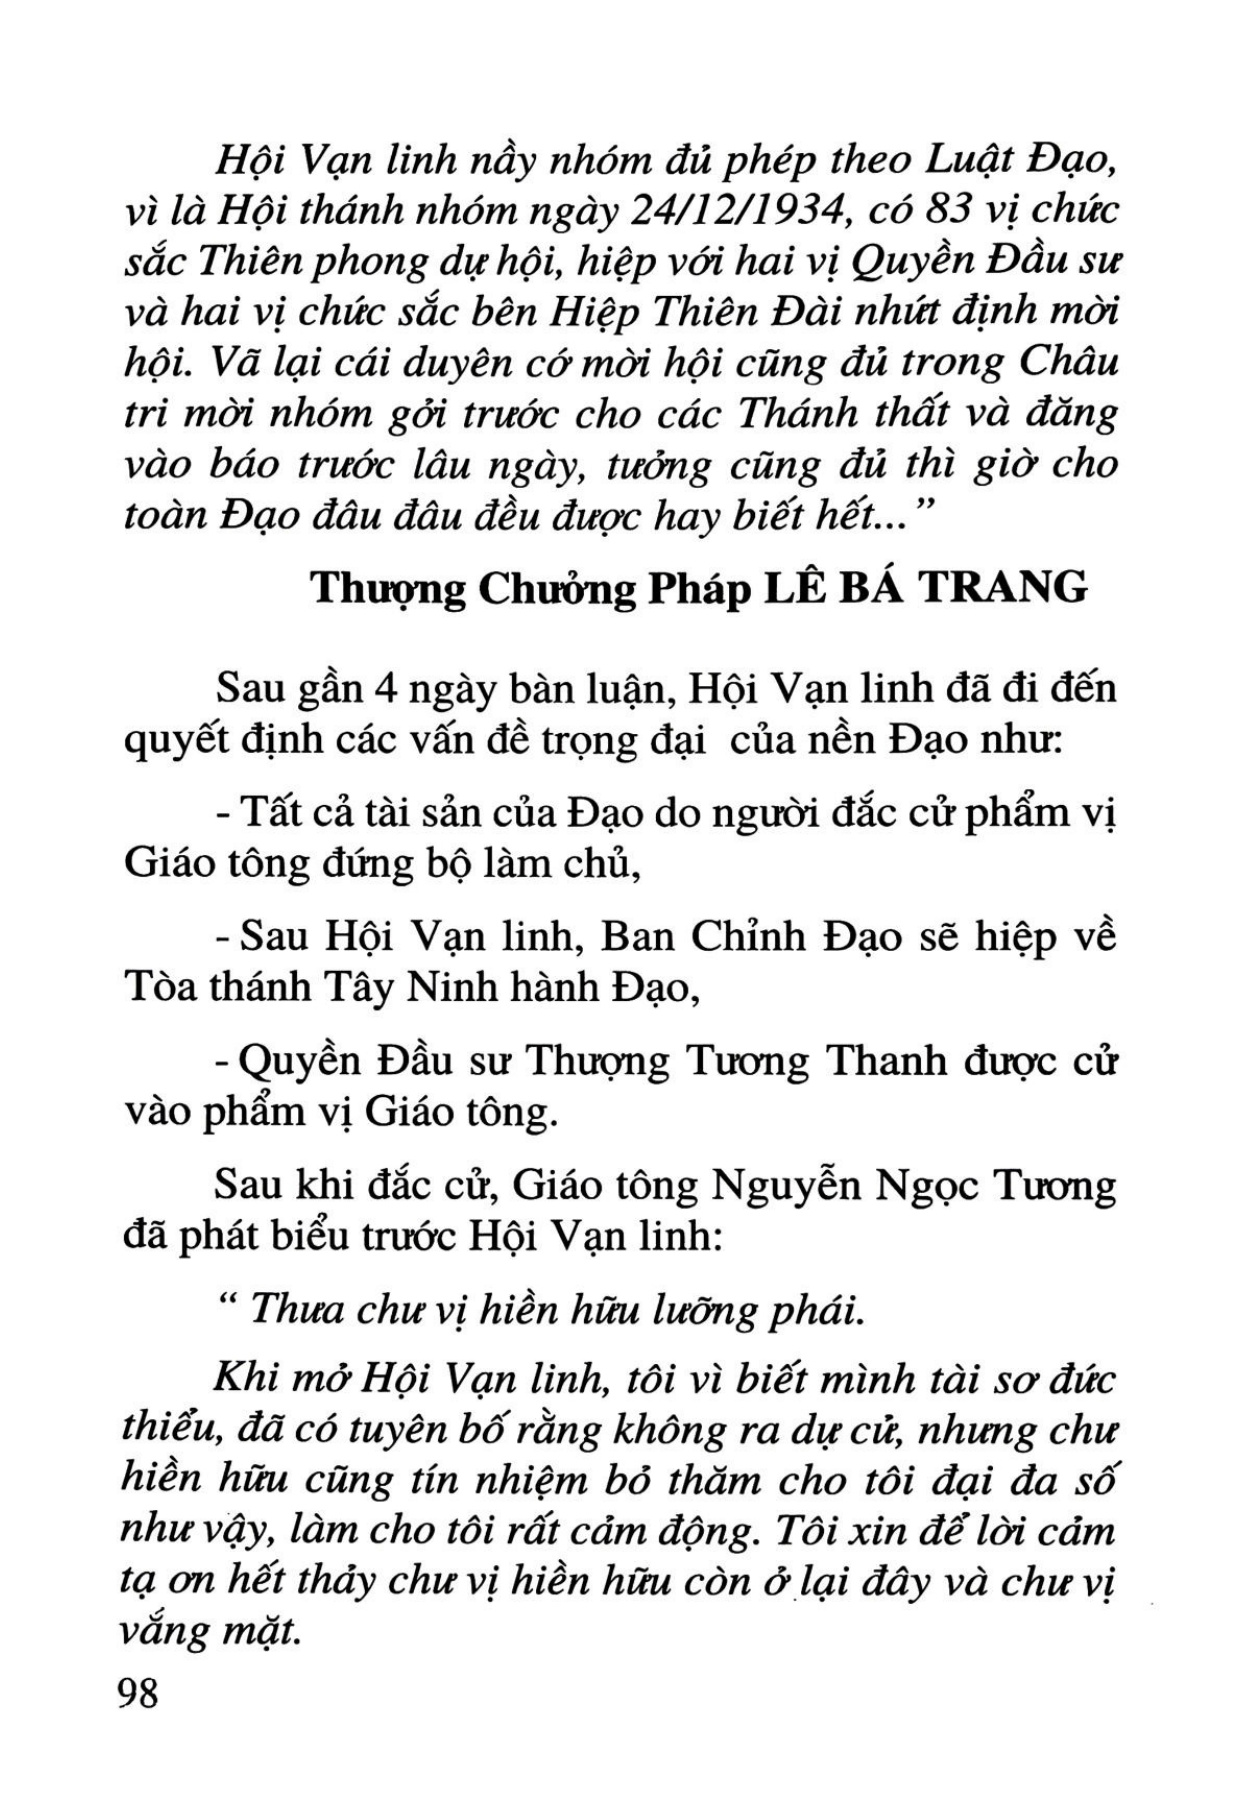 Hội Vạn linh nầy nhóm đủ phép theo Luật Đạo,
vì là Hội thánh nhóm ngày 24/12/1934, có 83 vị chức
sắc Thiên phong dự hội, hiệp với hai vị Quyền Đầu sư
và hai vị chức sắc bên Hiệp Thiên Đài nhứt định mời
hội. Vã lại cái duyên cớ mời hội cũng đủ trong Châu
tri mời nhóm gởi trước cho các Thánh thất và đăng
vào báo trước lâu ngày, tưởng cũng đủ thì giờ cho
toàn Đạo đâu đâu đều được hay biết hết..."
Thượng Chưởng Pháp LÊ BÁ TRANG
Sau gần 4 ngày bàn luận, Hội Vạn linh đã đi đến
quyết định các vấn đề trọng đại của nền Đạo như:
- Tất cả tài sản của Đạo do người đắc cử phẩm vị
Giáo tông đứng bộ làm chủ,
- Sau Hội Vạn linh, Ban Chỉnh Đạo sẽ hiệp về
Tòa thánh Tây Ninh hành Đạo,
- Quyền Đầu sư Thượng Tương Thanh được cử
vào phẩm vị Giáo tông.
Sau khi đắc cử, Giáo tông Nguyễn Ngọc Tương
đã phát biểu trước Hội Vạn linh:
" Thưa chư vị hiền hữu lưỡng phái.
Khi mở Hội Vạn linh, tôi vì biết mình tài sơ đức
thiểu, đã có tuyên bố rằng không ra dự cử, nhưng chư
hiền hữu cũng tín nhiệm bỏ thăm cho tôi đại đa số
như vậy, làm cho tôi rất cảm động. Tôi xin để lời cảm
tạ ơn hết thảy chư vị hiền hữu còn ở lại đây và chư vị
vắng mặt.
98